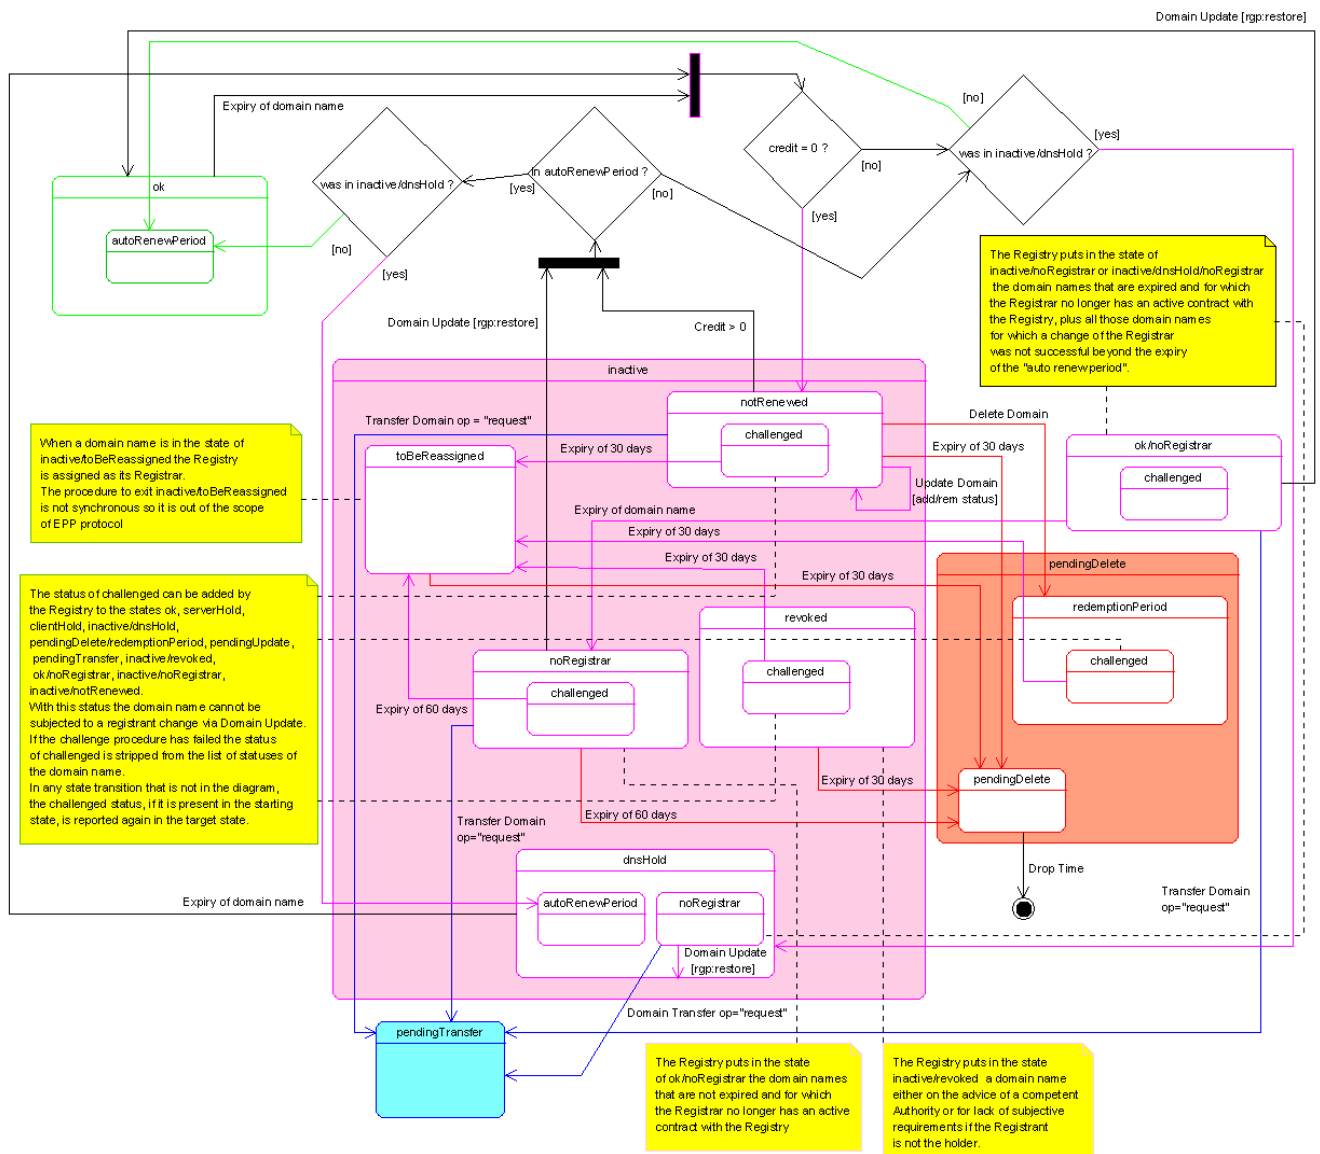 Domain Update [rgp:restore]
Expiry of domain name
[no]
[yes]
credit = 0 ?
was in inactive/dnsHold ?
[no]
[yes]
in autoRenewPeriod ?
was in inactive/dnsHold ?
[yes]
[no]
[no]
[yes]
ok
autoRenewPeriod
The Registry puts in the state of
inactive/noRegistrar or inactive/dnsHold/noRegistrar
the domain names that are expired and for which
the Registrar no longer has an active contract with
the Registry, plus all those domain names
for which a change of the Registrar
was not successful beyond the expiry
of the "auto renew period".
Domain Update [rgp:restore]
Credit > 0
inactive
notRenewed
challenged
Transfer Domain op = "request"
Expiry of 30 days
toBeReassigned
Delete Domain
Expiry of 30 days
Update Domain
[add/rem status]
ok/noRegistrar
challenged
When a domain name is in the state of
inactive/toBeReassigned the Registry
is assigned as its Registrar.
The procedure to exit inactive/toBeReassigned
is not synchronous so it is out of the scope
of EPP protocol
Expiry of domain name
Expiry of 30 days
Expiry of 30 days
Expiry of 30 days
pendingDelete
redemptionPeriod
challenged
The status of challenged can be added by
the Registry to the states ok, serverHold,
clientHold, inactive/dnsHold,
pendingDelete/redemptionPeriod, pendingUpdate,
pendingTransfer, inactive/revoked,
ok/noRegistrar, inactive/noRegistrar,
inactive/notRenewed.
With this status the domain name cannot be
subjected to a registrant change via Domain Update.
If the challenge procedure has failed the status
of challenged is stripped from the list of statuses of
the domain name.
In any state transition that is not in the diagram,
the challenged status, if it is present in the starting
state, is reported again in the target state.
revoked
challenged
noRegistrar
challenged
Expiry of 60 days
Expiry of 30 days
pendingDelete
Expiry of 60 days
Transfer Domain
op="request"
Drop Time
dnsHold
autoRenewPeriod
noRegistrar
Expiry of domain name
Domain Update
[rgp:restore]
Transfer Domain
op="request"
Domain Transfer op="request"
pendingTransfer
The Registry puts in the state
of ok/noRegistrar the domain names
that are not expired and for which
the Registrar no longer has an active
contract with the Registry
The Registry puts in the state
inactive/revoked a domain name
either on the advice of a competent
Authority or for lack of subjective
requirements if the Registrant
is not the holder.